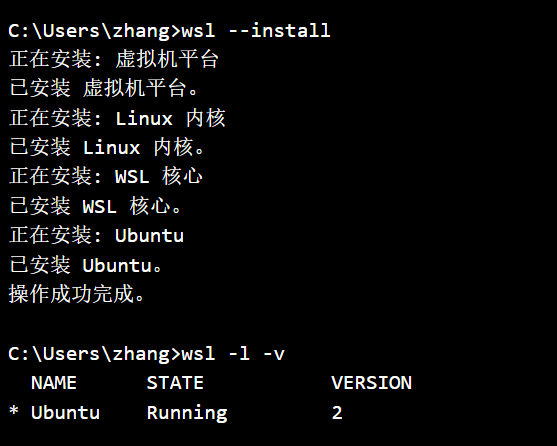 C:\Users\zhang>wsl --install
正在安装: 虚拟机平台
已安装 虚拟机平台。
正在安装: Linux 内核
已安装 Linux 内核。
正在安装: WSL 核心
已安装 WSL 核心。
正在安装: Ubuntu
已安装 Ubuntu。
操作成功完成。
C:\Users\zhang>wsl -l -v
  NAME      STATE           VERSION
* Ubuntu    Running         2